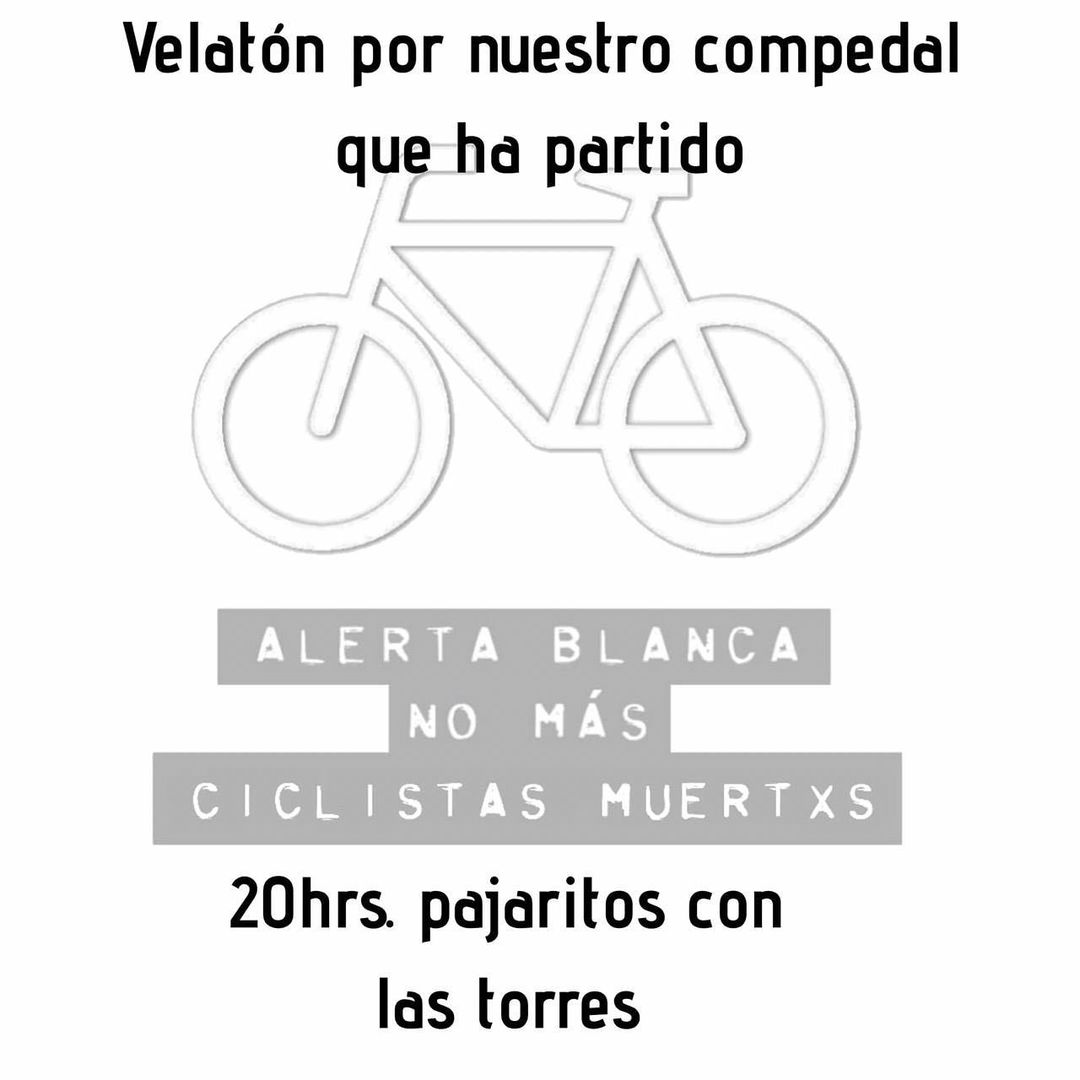 Velatón por nuestro compedal
que ha partido
ALERTA BLANCA
NO MÁS
CICLISTAS MUERTXS
20hrs. pajaritos con
las torres